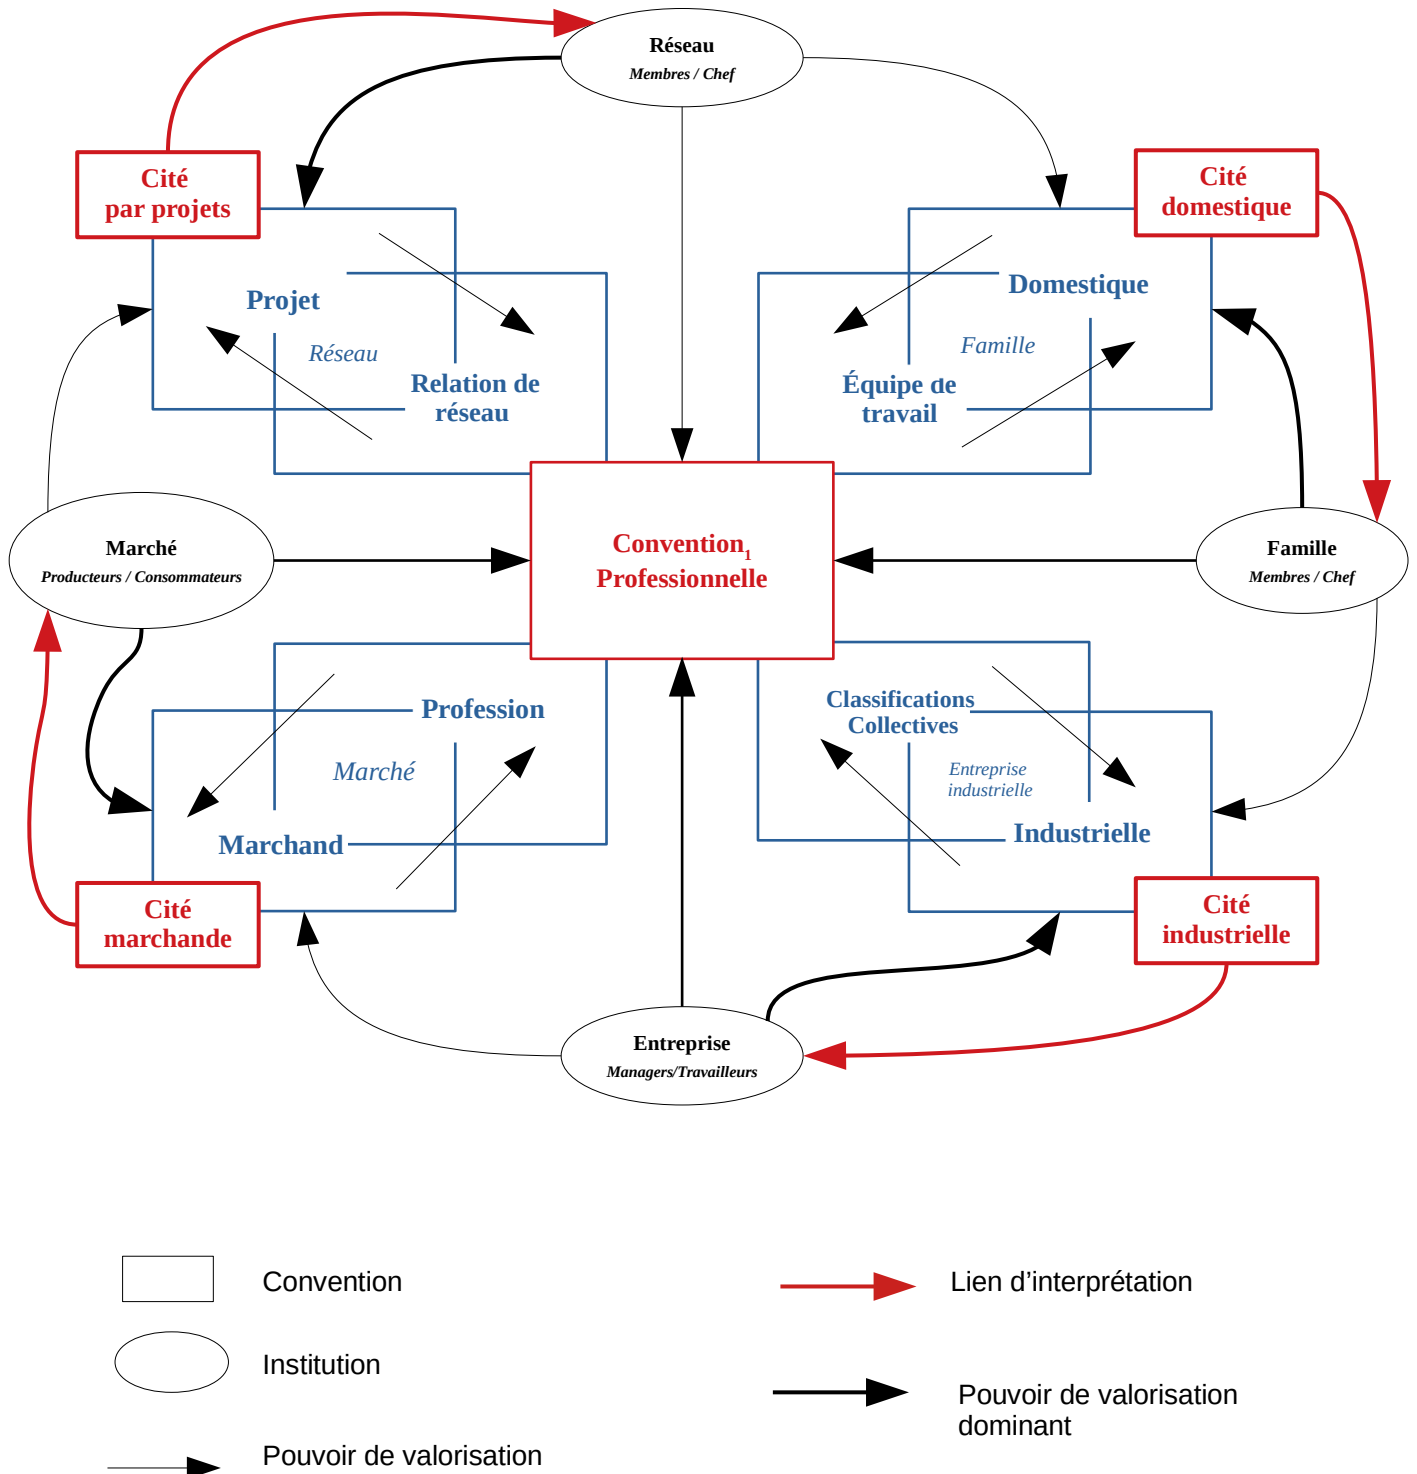 Réseau
Membres / Chef
Cité
par projets
Cité
domestique
Projet
Réseau
Relation de
réseau
Domestique
Famille
Équipe de
travail
Marché
Producteurs / Consommateurs
Convention1
Professionnelle
Famille
Membres / Chef
Profession
Marché
Marchand
Classifications
Collectives
Entreprise
industrielle
Industrielle
Cité
marchande
Cité
industrielle
Entreprise
Managers/Travailleurs
Convention
Lien d’interprétation
Institution
Pouvoir de valorisation
dominant
Pouvoir de valorisation